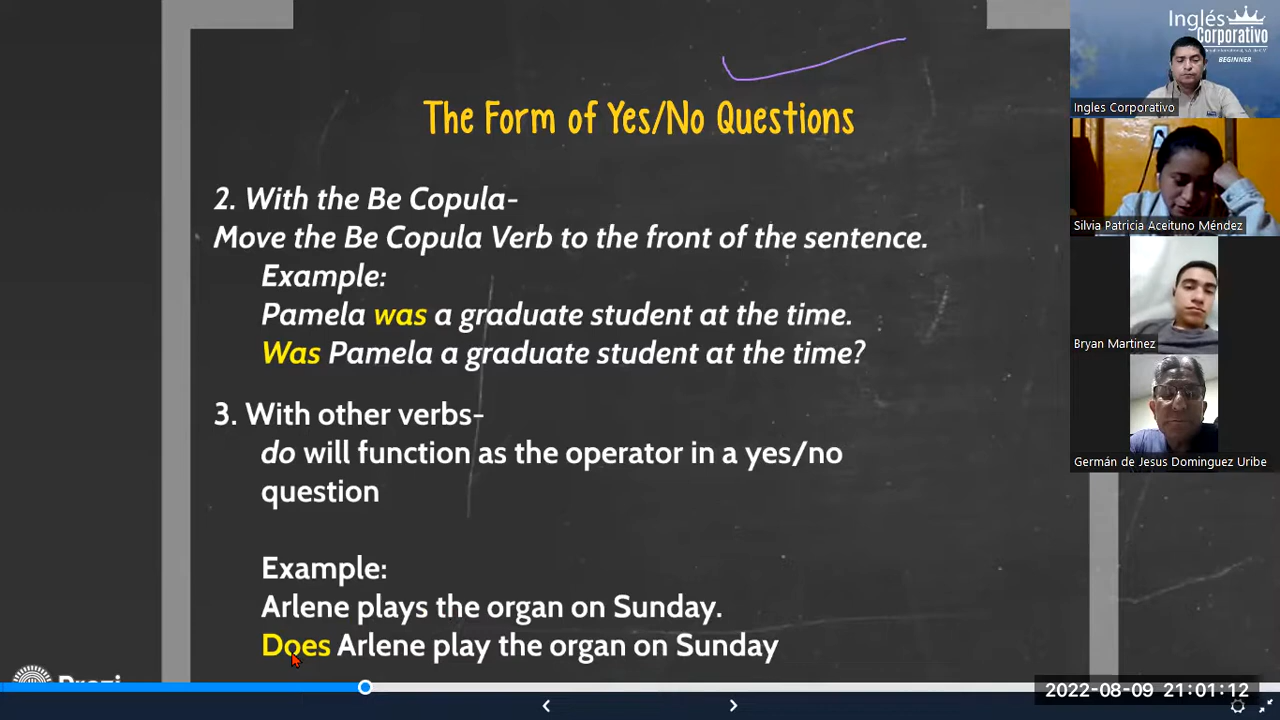 The Form of Yes/No Questions
2. With the Be Copula-
Move the Be Copula Verb to the front of the sentence.
Example:
Pamela was a graduate student at the time.
Was Pamela a graduate student at the time?
3. With other verbs-
do will function as the operator in a yes/no
question
Example:
Arlene plays the organ on Sunday.
Does Arlene play the organ on Sunday
Prezi
Inglés
Corporativo
BEGINNER
Ingles Corporativo
Silvia Patricia Aceituno Méndez
Bryan Martinez
Germán de Jesus Dominguez Uribe
2022-08-09 21:01:12